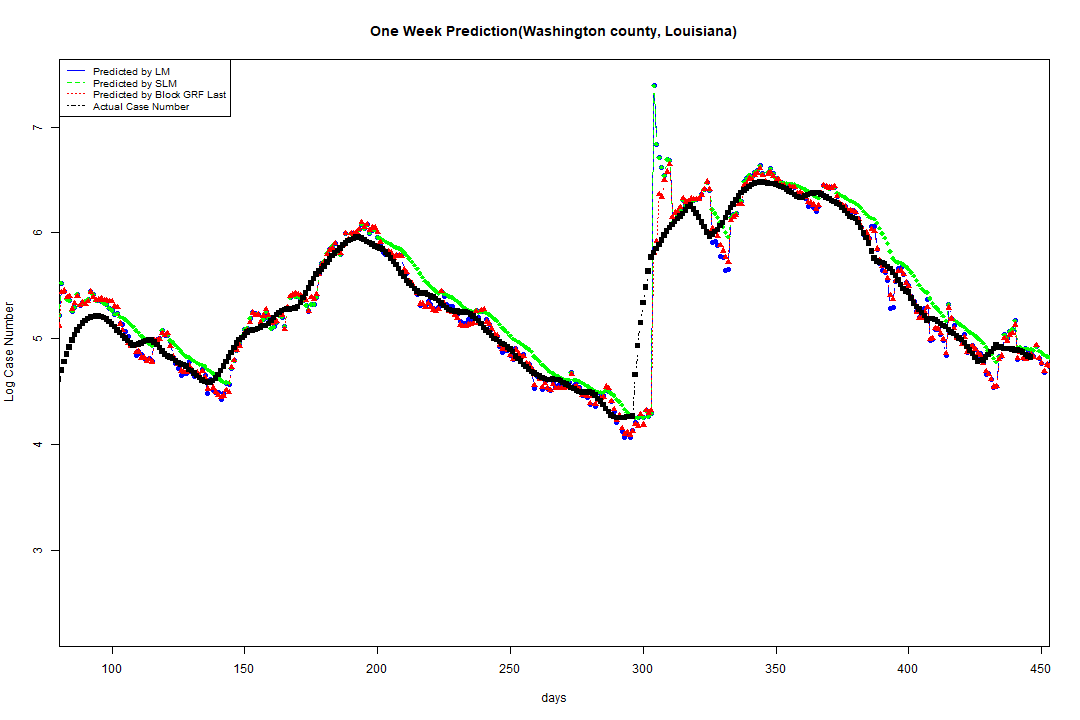 One Week Prediction(Washington county, Louisiana)
Predicted by LM
Predicted by SLM
Predicted by Block GRF Last
Actual Case Number
Log Case Number
7
6
5
4
3
100 150 200 250 300 350 400 450
days